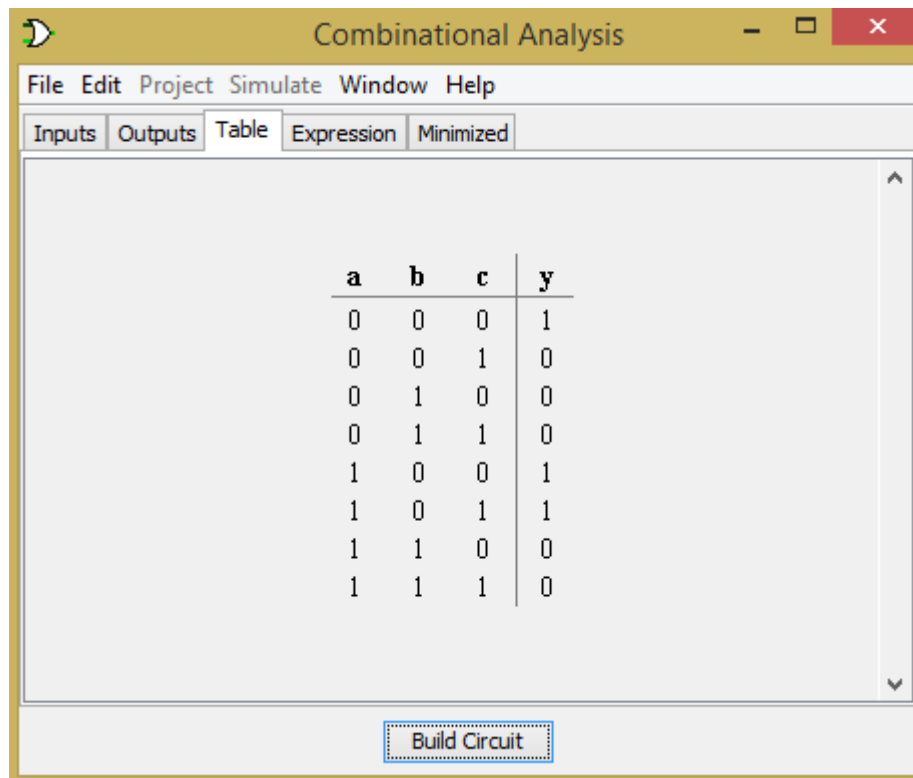 Combinational Analysis
File Edit Project Simulate Window Help
Inputs Outputs Table Expression Minimized
a b c y
0 0 0 1
0 0 1 0
0 1 0 0
0 1 1 0
1 0 0 1
1 0 1 1
1 1 0 0
1 1 1 0
Build Circuit